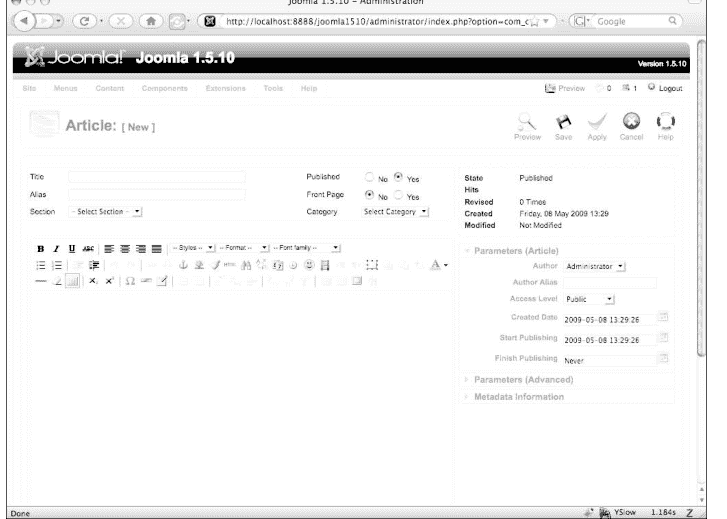 Joomla 1.5.10 - Administration
http://localhost:8888/joomla1510/administrator/index.php?option=com_c
Google
Joomla! Joomla 1.5.10
Version 1.5.10
Site Menus Content Components Extensions Tools Help
Preview 0 1 Logout
Article: [ New ]
Preview Save Apply Cancel Help
Title
Published No Yes
Alias
Front Page No Yes
Section - Select Section -
Category Select Category
State Published
Hits
Revised 0 Times
Created Friday, 08 May 2009 13:29
Modified Not Modified
B I U ABC -- Styles -- -- Format -- -- Font family --
HTML
A
Parameters (Article)
Author Administrator
Author Alias
Access Level Public
Created Date 2009-05-08 13:29:26
Start Publishing 2009-05-08 13:29:26
Finish Publishing Never
Parameters (Advanced)
Metadata Information
Done
YSlow 1.184s